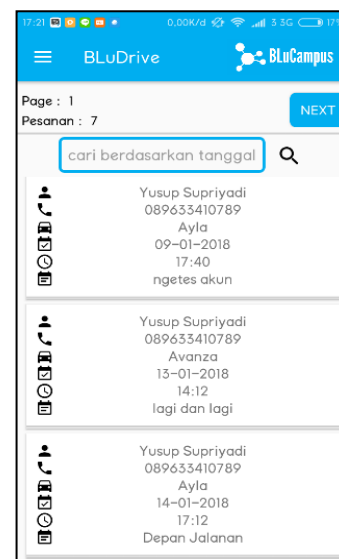 17:21 0,00K/d 3 3G 17%
BLuDrive BLuCampus
Page : 1
Pesanan : 7
NEXT
cari berdasarkan tanggal
Yusup Supriyadi
089633410789
Ayla
09-01-2018
17:40
ngetes akun
Yusup Supriyadi
089633410789
Avanza
13-01-2018
14:12
lagi dan lagi
Yusup Supriyadi
089633410789
Ayla
14-01-2018
17:12
Depan Jalanan